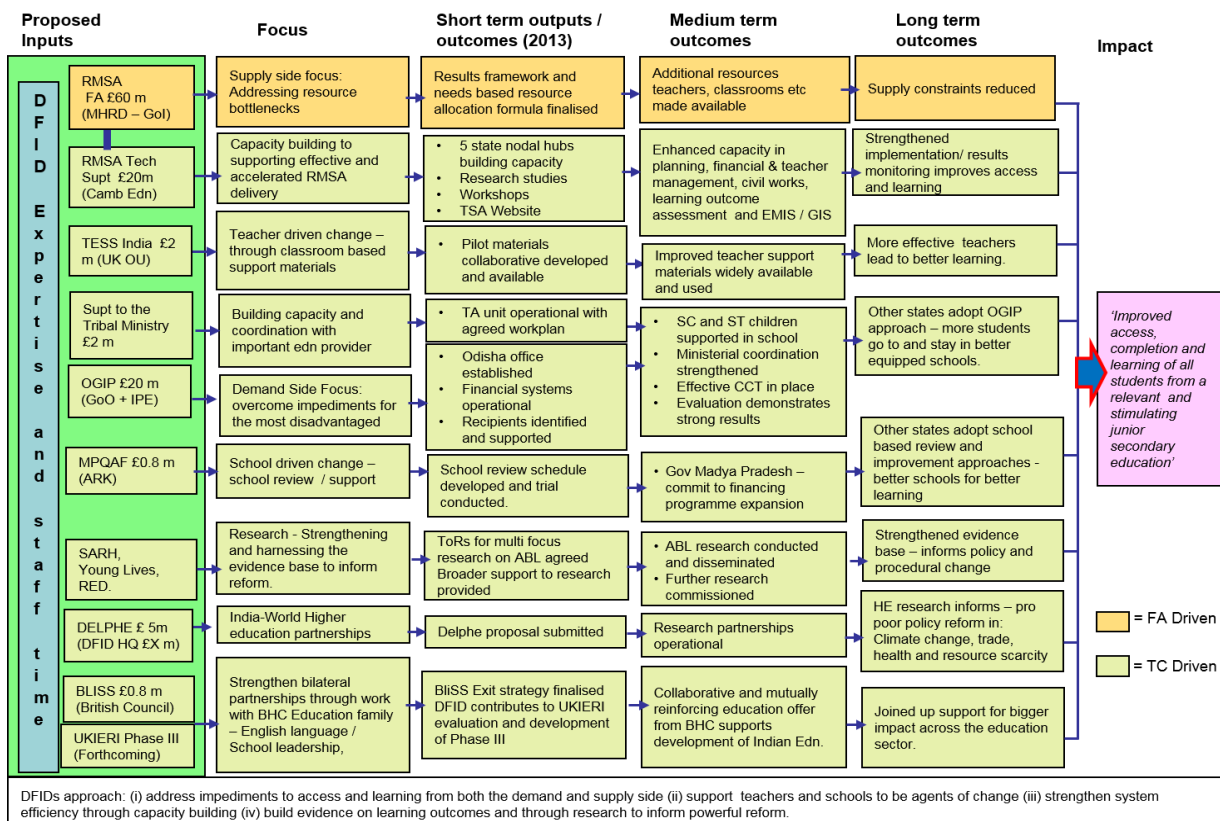 Proposed
Inputs
Focus
Short term outputs /
outcomes (2013)
Medium term
outcomes
Long term
outcomes
Impact
DFID Expertise and staff time
RMSA
FA £60 m
(MHRD – GoI)
Supply side focus:
Addressing resource
bottlenecks
Results framework and
needs based resource
allocation formula finalised
Additional resources
teachers, classrooms etc
made available
Supply constraints reduced
RMSA Tech
Supt £20m
(Camb Edn)
Capacity building to
supporting effective and
accelerated RMSA
delivery
• 5 state nodal hubs
building capacity
• Research studies
• Workshops
• TSA Website
Enhanced capacity in
planning, financial & teacher
management, civil works,
learning outcome
assessment and EMIS / GIS
Strengthened
implementation/ results
monitoring improves access
and learning
TESS India £2
m (UK OU)
Teacher driven change –
through classroom based
support materials
• Pilot materials
collaborative developed
and available
Improved teacher support
materials widely available
and used
More effective teachers
lead to better learning.
Supt to the
Tribal Ministry
£2 m
Building capacity and
coordination with
important edn provider
• TA unit operational with
agreed workplan
• SC and ST children
supported in school
• Ministerial coordination
strengthened
• Effective CCT in place
• Evaluation demonstrates
strong results
Other states adopt OGIP
approach – more students
go to and stay in better
equipped schools.
OGIP £20 m
(GoO + IPE)
Demand Side Focus:
overcome impediments for
the most disadvantaged
• Odisha office
established
• Financial systems
operational
• Recipients identified
and supported
MPQAF £0.8 m
(ARK)
School driven change –
school review / support
School review schedule
developed and trial
conducted.
• Gov Madya Pradesh –
commit to financing
programme expansion
Other states adopt school
based review and
improvement approaches -
better schools for better
learning
SARH,
Young Lives,
RED.
Research - Strengthening
and harnessing the
evidence base to inform
reform.
ToRs for multi focus
research on ABL agreed
Broader support to research
provided
• ABL research conducted
and disseminated
• Further research
commissioned
Strengthened evidence
base – informs policy and
procedural change
DELPHE £ 5m
(DFID HQ £X m)
India-World Higher
education partnerships
Delphe proposal submitted
Research partnerships
operational
HE research informs – pro
poor policy reform in:
Climate change, trade,
health and resource scarcity
BLISS £0.8 m
(British Council)
UKIERI Phase III
(Forthcoming)
Strengthen bilateral
partnerships through work
with BHC Education family
– English language /
School leadership,
BliSS Exit strategy finalised
DFID contributes to UKIERI
evaluation and development
of Phase III
Collaborative and mutually
reinforcing education offer
from BHC supports
development of Indian Edn.
Joined up support for bigger
impact across the education
sector.
‘Improved
access,
completion and
learning of all
students from a
relevant and
stimulating
junior
secondary
education’
= FA Driven
= TC Driven
DFIDs approach: (i) address impediments to access and learning from both the demand and supply side (ii) support teachers and schools to be agents of change (iii) strengthen system
efficiency through capacity building (iv) build evidence on learning outcomes and through research to inform powerful reform.